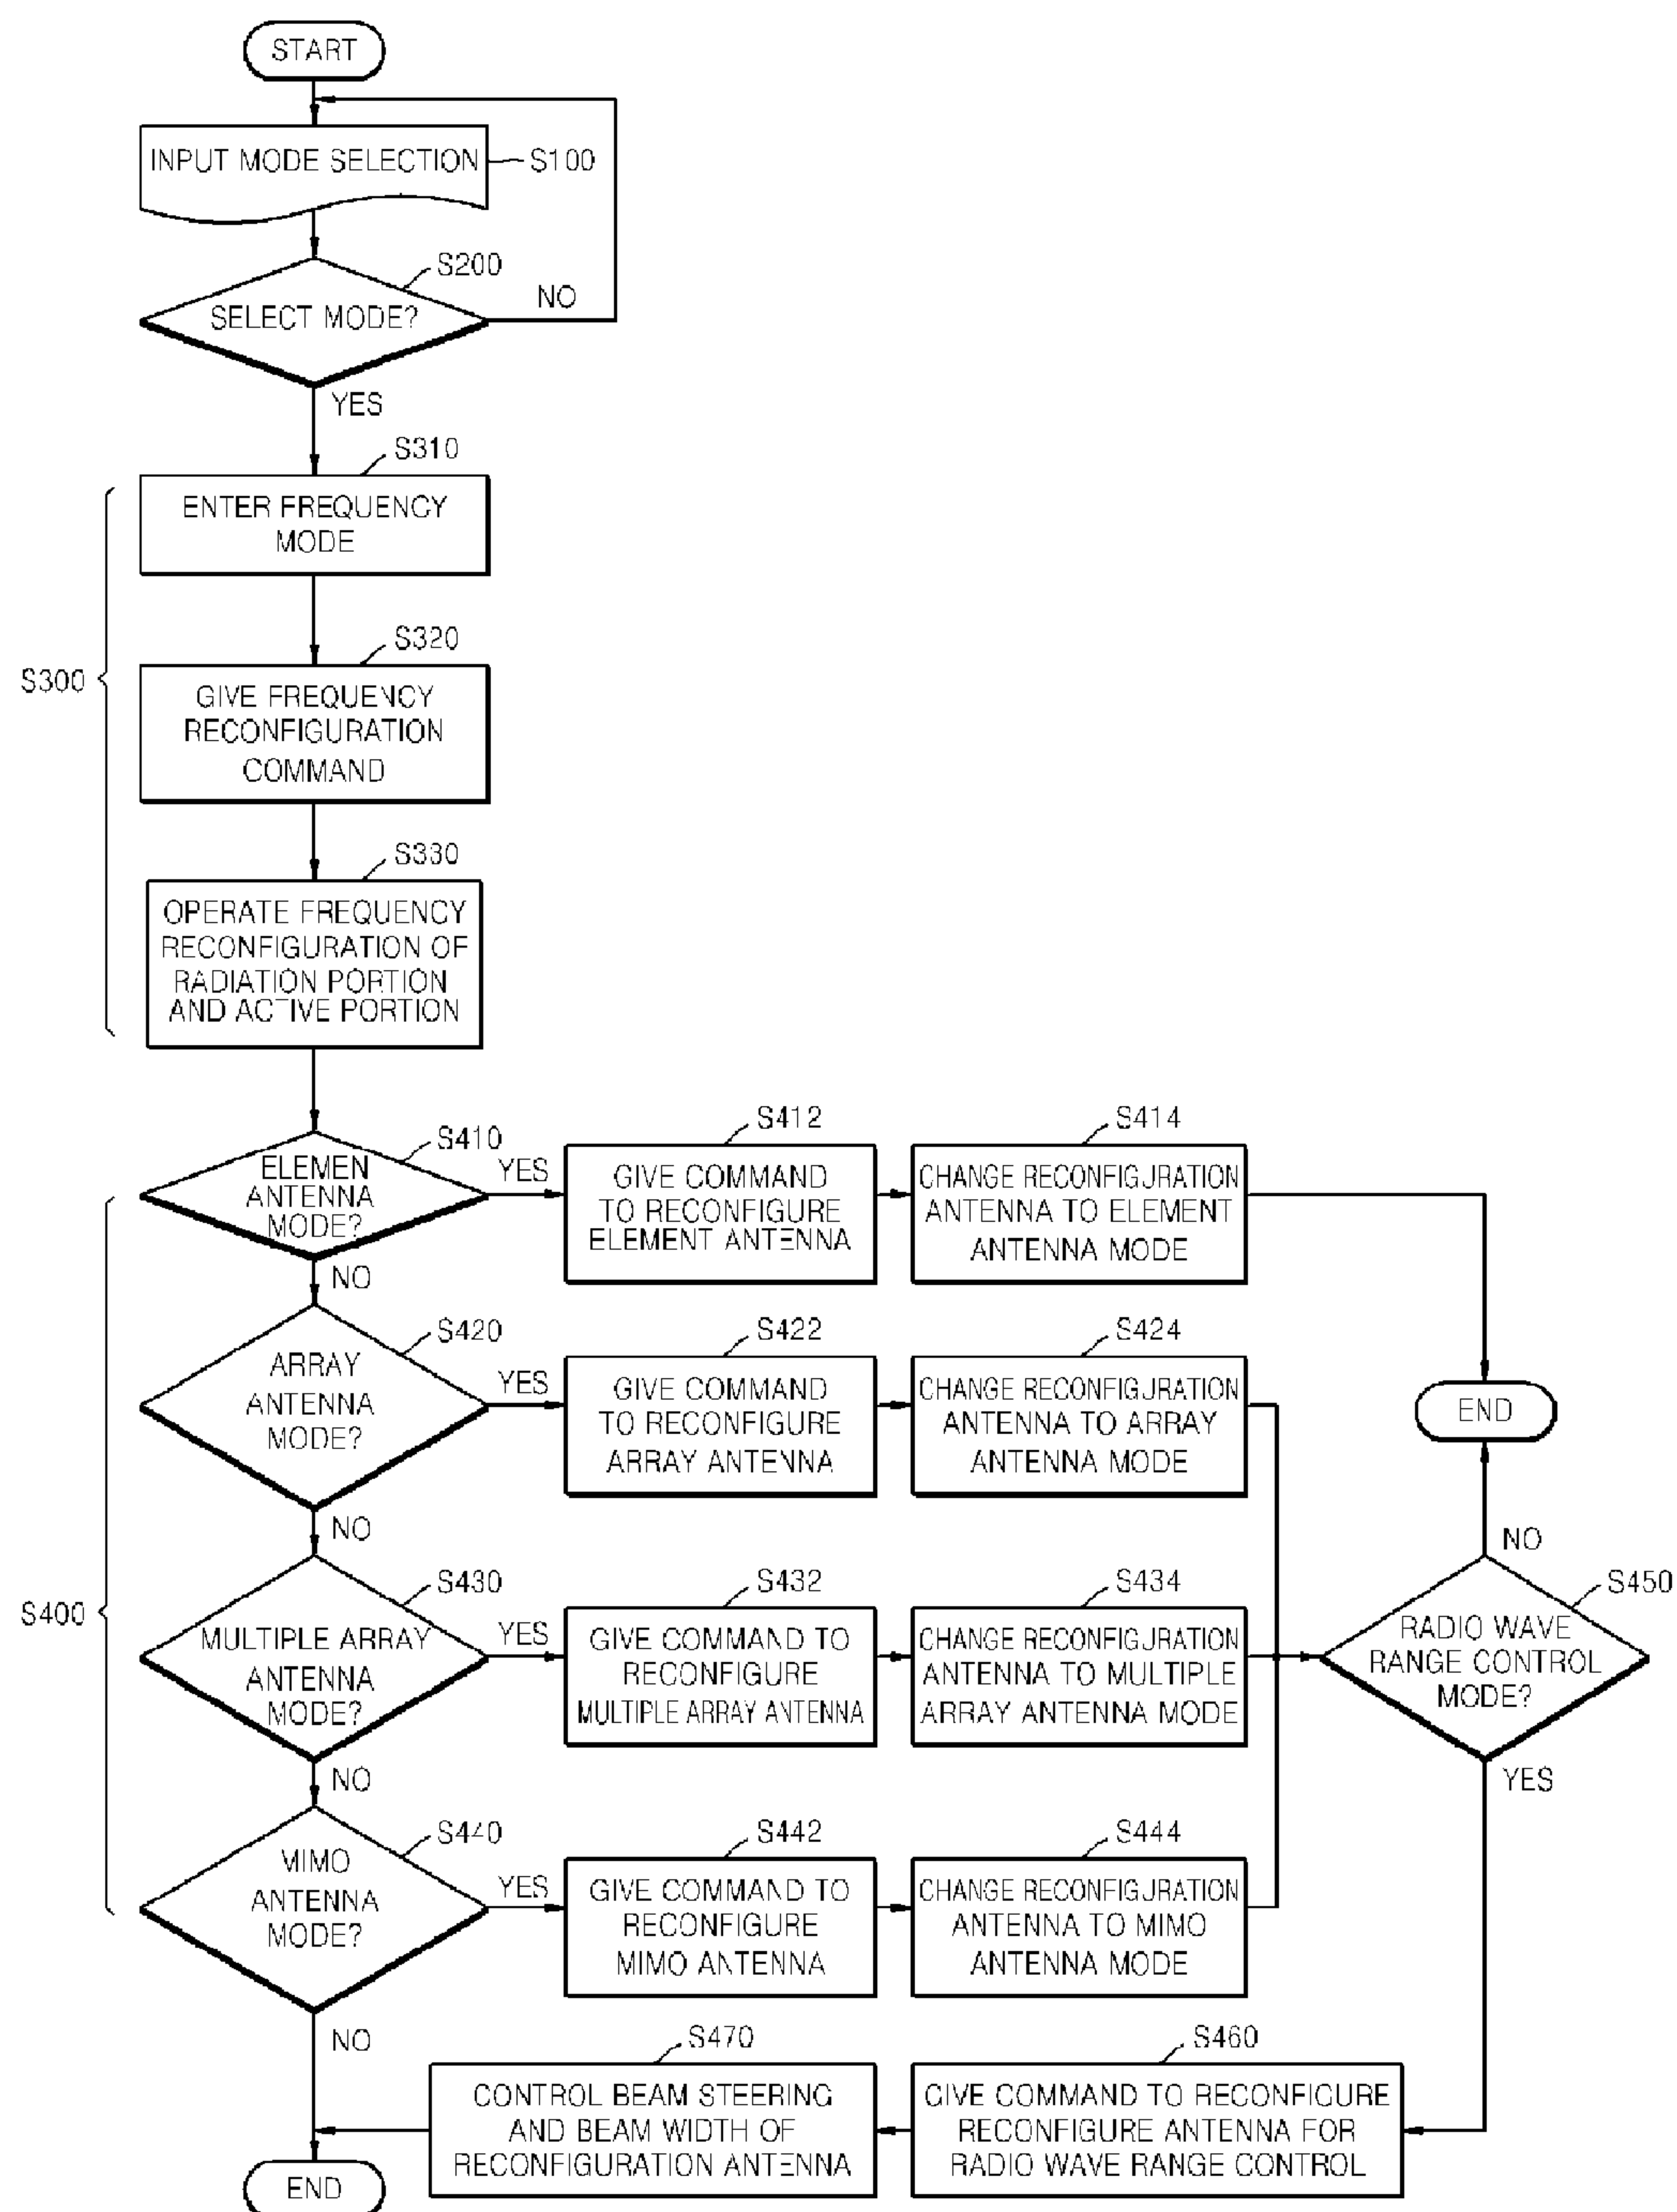 START
INPUT MODE SELECTION
S100
S200
SELECT MODE?
NO
YES
S310
ENTER FREQUENCY
MODE
S300
S320
GIVE FREQUENCY
RECONFIGURATION
COMMAND
S330
OPERATE FREQUENCY
RECONFIGURATION OF
RADIATION PORTION
AND ACTIVE PORTION
S400
S410
ELEMEN
ANTENNA
MODE?
YES
S412
GIVE COMMAND
TO RECONFIGURE
ELEMENT ANTENNA
S414
CHANGE RECONFIGURATION
ANTENNA TO ELEMENT
ANTENNA MODE
NO
S420
ARRAY
ANTENNA
MODE?
YES
S422
GIVE COMMAND
TO RECONFIGURE
ARRAY ANTENNA
S424
CHANGE RECONFIGURATION
ANTENNA TO ARRAY
ANTENNA MODE
END
NO
S430
MULTIPLE ARRAY
ANTENNA
MODE?
YES
S432
GIVE COMMAND TO
RECONFIGURE
MULTIPLE ARRAY ANTENNA
S434
CHANGE RECONFIGURATION
ANTENNA TO MULTIPLE
ARRAY ANTENNA MODE
NO
S450
RADIO WAVE
RANGE CONTROL
MODE?
YES
NO
S440
MIMO
ANTENNA
MODE?
YES
S442
GIVE COMMAND TO
RECONFIGURE
MIMO ANTENNA
S444
CHANGE RECONFIGURATION
ANTENNA TO MIMO
ANTENNA MODE
NO
S470
CONTROL BEAM STEERING
AND BEAM WIDTH OF
RECONFIGURATION ANTENNA
S460
GIVE COMMAND TO RECONFIGURE
RECONFIGURE ANTENNA FOR
RADIO WAVE RANGE CONTROL
END